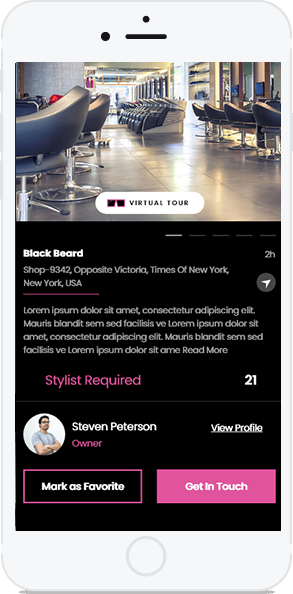 VIRTUAL TOUR
Black Beard 2h
Shop-9342, Opposite Victoria, Times Of New York,
New York, USA
Lorem ipsum dolor sit amet, consectetur adipiscing elit.
Mauris blandit sem sed facilisis ve Lorem ipsum dolor
sit amet, consectetur adipiscing elit. Mauris blandit sem sed
facilisis ve Lorem ipsum dolor sit ame Read More
Stylist Required 21
Steven Peterson
View Profile
Owner
Mark as Favorite Get In Touch